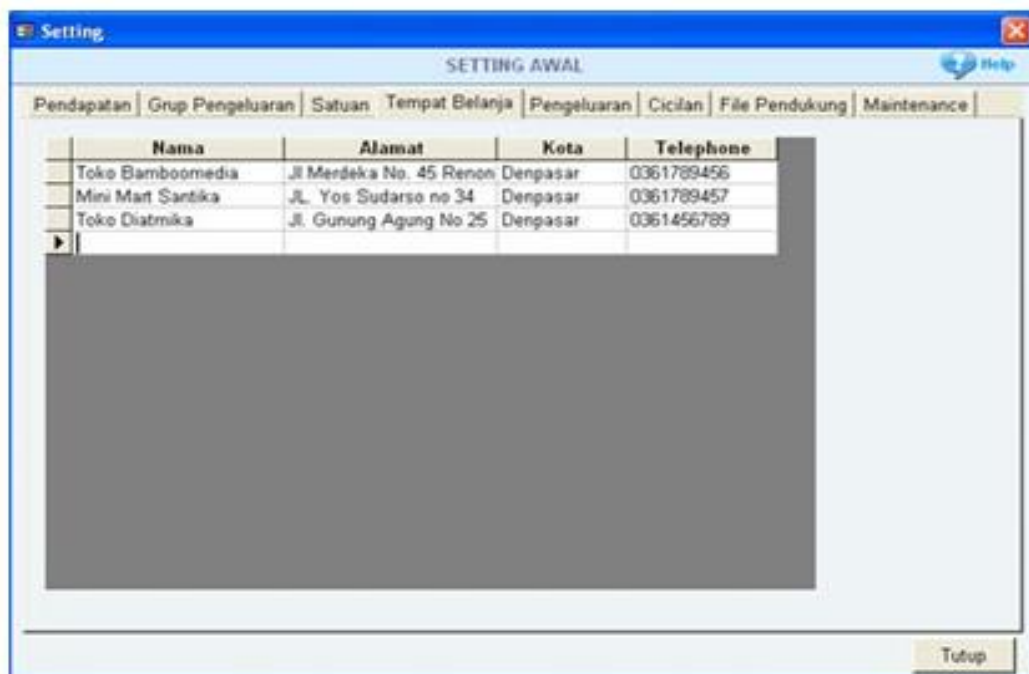 Setting
SETTING AWAL Help
Pendapatan Grup Pengeluaran Satuan Tempat Belanja Pengeluaran Cicilan File Pendukung Maintenance
Nama Alamat Kota Telephone
Toko Bamboomedia Jl Merdeka No. 45 Renon Denpasar 0361789456
Mini Mart Santika JL. Yos Sudarso no 34 Denpasar 0361789457
Toko Diatmika Jl. Gunung Agung No 25 Denpasar 0361456789
Tutup